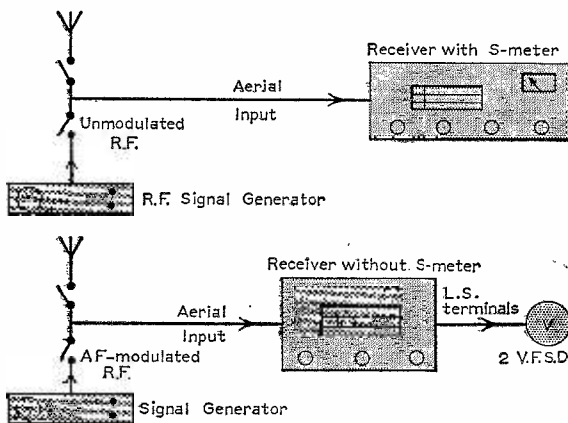 Receiver with S-meter
Aerial
Input
Unmodulated
R.F.
R.F. Signal Generator
Receiver without. S-meter
L.S.
terminals
Aerial
Input
V
AF-modulated
R.F.
2 V.F.S.D.
Signal Generator